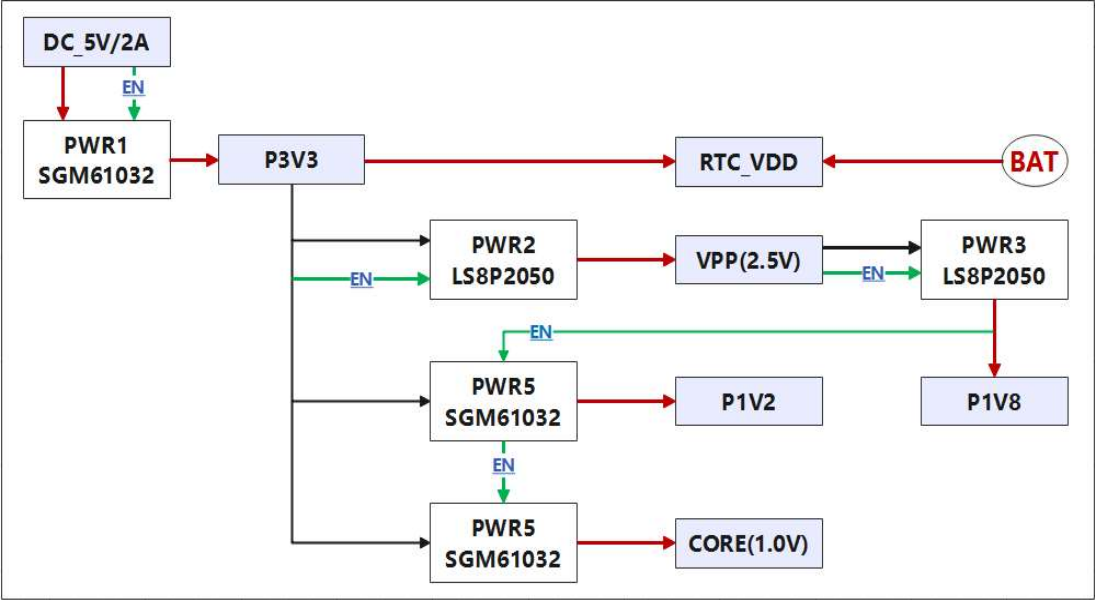 DC_5V/2A
EN
PWR1
SGM61032
P3V3
RTC_VDD
BAT
PWR2
LS8P2050
EN
VPP(2.5V)
EN
PWR3
LS8P2050
EN
PWR5
SGM61032
P1V2
P1V8
EN
PWR5
SGM61032
CORE(1.0V)